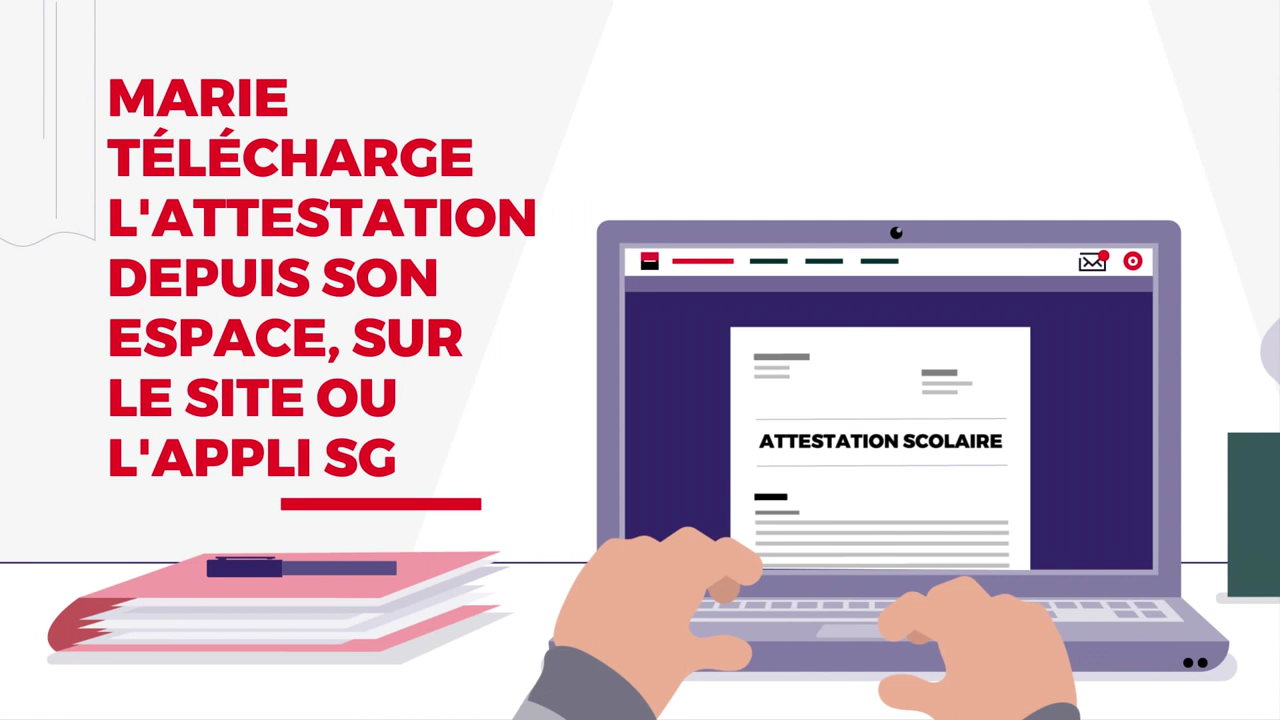 MARIE
TÉLÉCHARGE
L'ATTESTATION
DEPUIS SON
ESPACE, SUR
LE SITE OU
L'APPLI SG
ATTESTATION SCOLAIRE